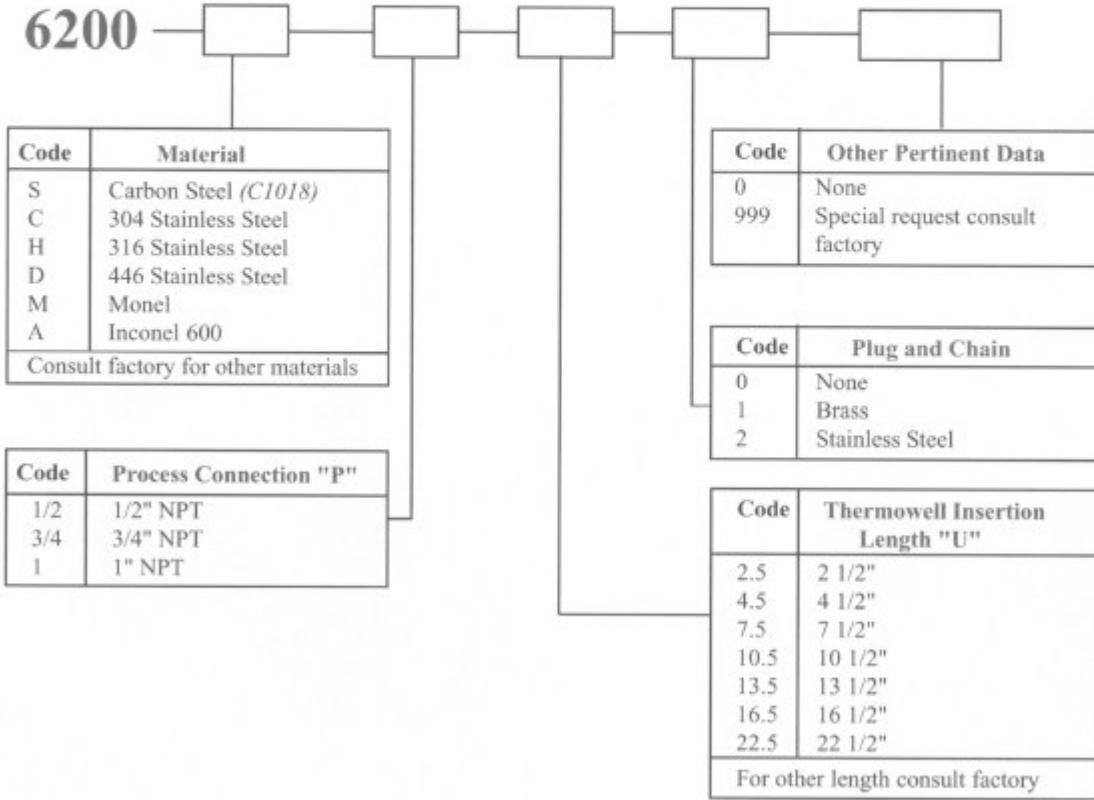 6200
Code Material
S Carbon Steel (C1018)
C 304 Stainless Steel
H 316 Stainless Steel
D 446 Stainless Steel
M Monel
A Inconel 600
Consult factory for other materials
Code Process Connection "P"
1/2 1/2" NPT
3/4 3/4" NPT
1 1" NPT
Code Other Pertinent Data
0 None
999 Special request consult
factory
Code Plug and Chain
0 None
1 Brass
2 Stainless Steel
Code Thermowell Insertion
Length "U"
2.5 2 1/2"
4.5 4 1/2"
7.5 7 1/2"
10.5 10 1/2"
13.5 13 1/2"
16.5 16 1/2"
22.5 22 1/2"
For other length consult factory